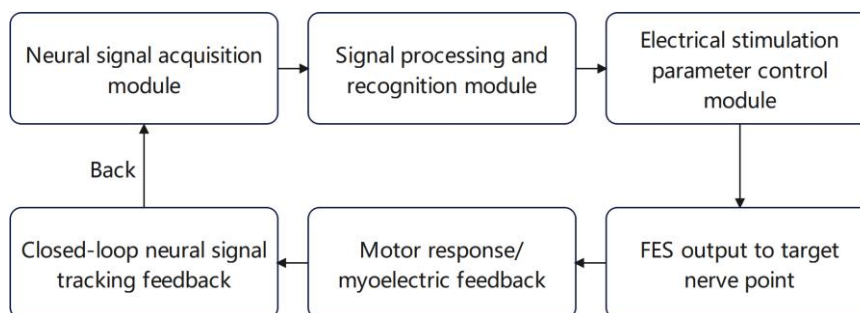 Neural signal acquisition
module
Signal processing and
recognition module
Electrical stimulation
parameter control
module
Back
Closed-loop neural signal
tracking feedback
Motor response/
myoelectric feedback
FES output to target
nerve point